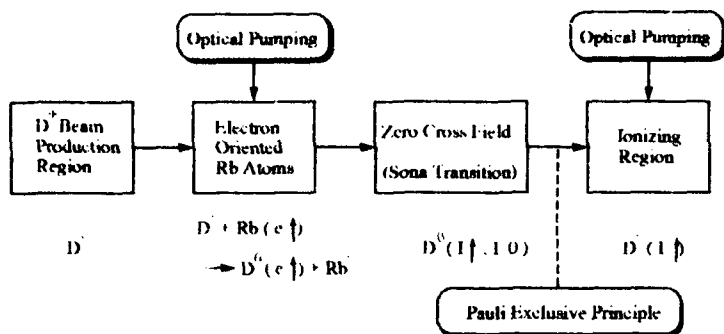 Optical Pumping
Optical Pumping
D⁺ Beam
Production
Region
Electron
Oriented
Rb Atoms
Zero Cross Field
(Sona Transition)
Ionizing
Region
D
D + Rb (e ↑)
→ D⁰ (e ↑) + Rb
D⁰ (I ↑, I 0)
D (I ↑)
Pauli Exclusive Principle